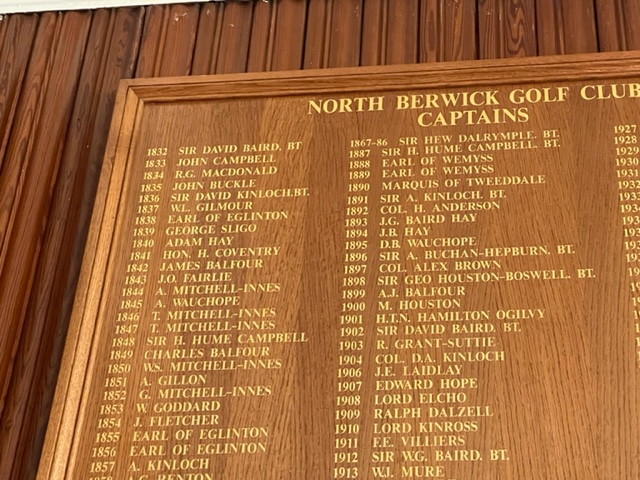 NORTH BERWICK GOLF CLUB
CAPTAINS
1832 SIR DAVID BAIRD. BT
1833 JOHN CAMPBELL
1834 R.G. MACDONALD
1835 JOHN BUCKLE
1836 SIR DAVID KINLOCH.BT.
1837 W.L. GILMOUR
1838 EARL OF EGLINTON
1839 GEORGE SLIGO
1840 ADAM HAY
1841 HON. H. COVENTRY
1842 JAMES BALFOUR
1843 J.O. FAIRLIE
1844 A. MITCHELL-INNES
1845 A. WAUCHOPE
1846 T. MITCHELL-INNES
1847 T. MITCHELL-INNES
1848 SIR H. HUME CAMPBELL
1849 CHARLES BALFOUR
1850 W.S. MITCHELL-INNES
1851 A. GILLON
1852 G. MITCHELL-INNES
1853 W. GODDARD
1854 J. FLETCHER
1855 EARL OF EGLINTON
1856 EARL OF EGLINTON
1857 A. KINLOCH
1867-86 SIR HEW DALRYMPLE. BT.
1887 SIR H. HUME CAMPBELL. BT.
1888 EARL OF WEMYSS
1889 EARL OF WEMYSS
1890 MARQUIS OF TWEEDDALE
1891 SIR A. KINLOCH. BT.
1892 COL. H. ANDERSON
1893 J.G. BAIRD HAY
1894 J.B. HAY
1895 D.B. WAUCHOPE
1896 SIR A. BUCHAN-HEPBURN. BT.
1897 COL. ALEX BROWN
1898 SIR GEO HOUSTON-BOSWELL. BT.
1899 A.J. BALFOUR
1900 M. HOUSTON
1901 H.T.N. HAMILTON OGILVY
1902 SIR DAVID BAIRD. BT.
1903 R. GRANT-SUTTIE
1904 COL. D.A. KINLOCH
1906 J.E. LAIDLAY
1907 EDWARD HOPE
1908 LORD ELCHO
1909 RALPH DALZELL
1910 LORD KINROSS
1911 F.E. VILLIERS
1912 SIR W.G. BAIRD. BT.
1913 W.J. MURE
1927
1928
1929
1930
1931